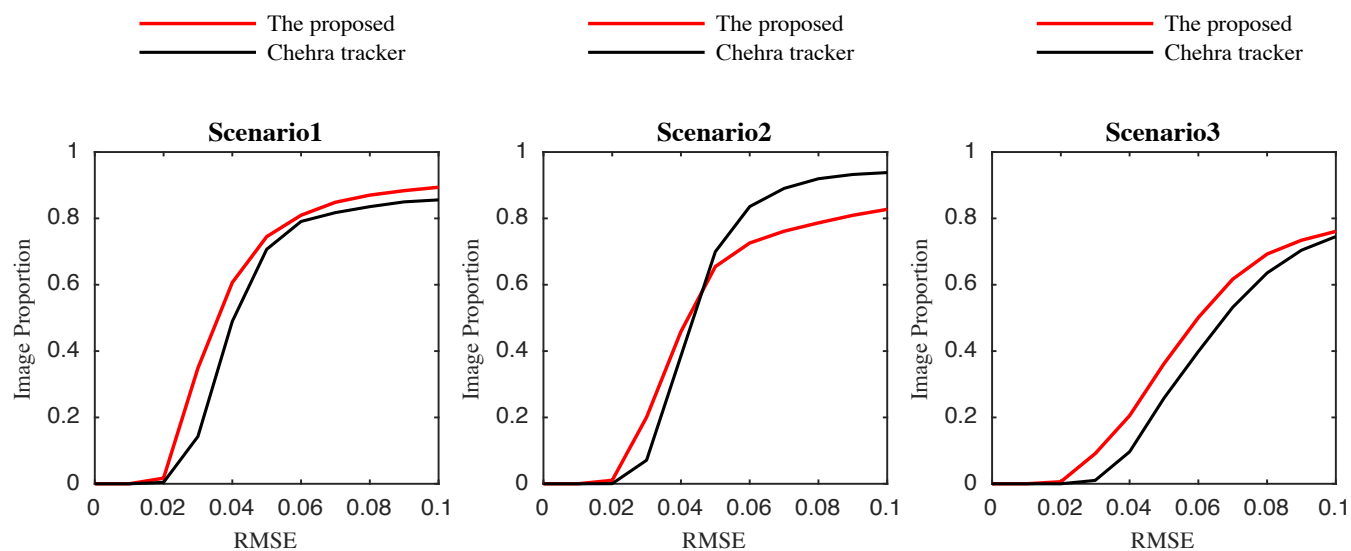 The proposed
Chehra tracker
Scenario1
1
0.8
0.6
0.4
0.2
0
Image Proportion
0 0.02 0.04 0.06 0.08 0.1
RMSE
The proposed
Chehra tracker
Scenario2
1
0.8
0.6
0.4
0.2
0
Image Proportion
0 0.02 0.04 0.06 0.08 0.1
RMSE
The proposed
Chehra tracker
Scenario3
1
0.8
0.6
0.4
0.2
0
Image Proportion
0 0.02 0.04 0.06 0.08 0.1
RMSE